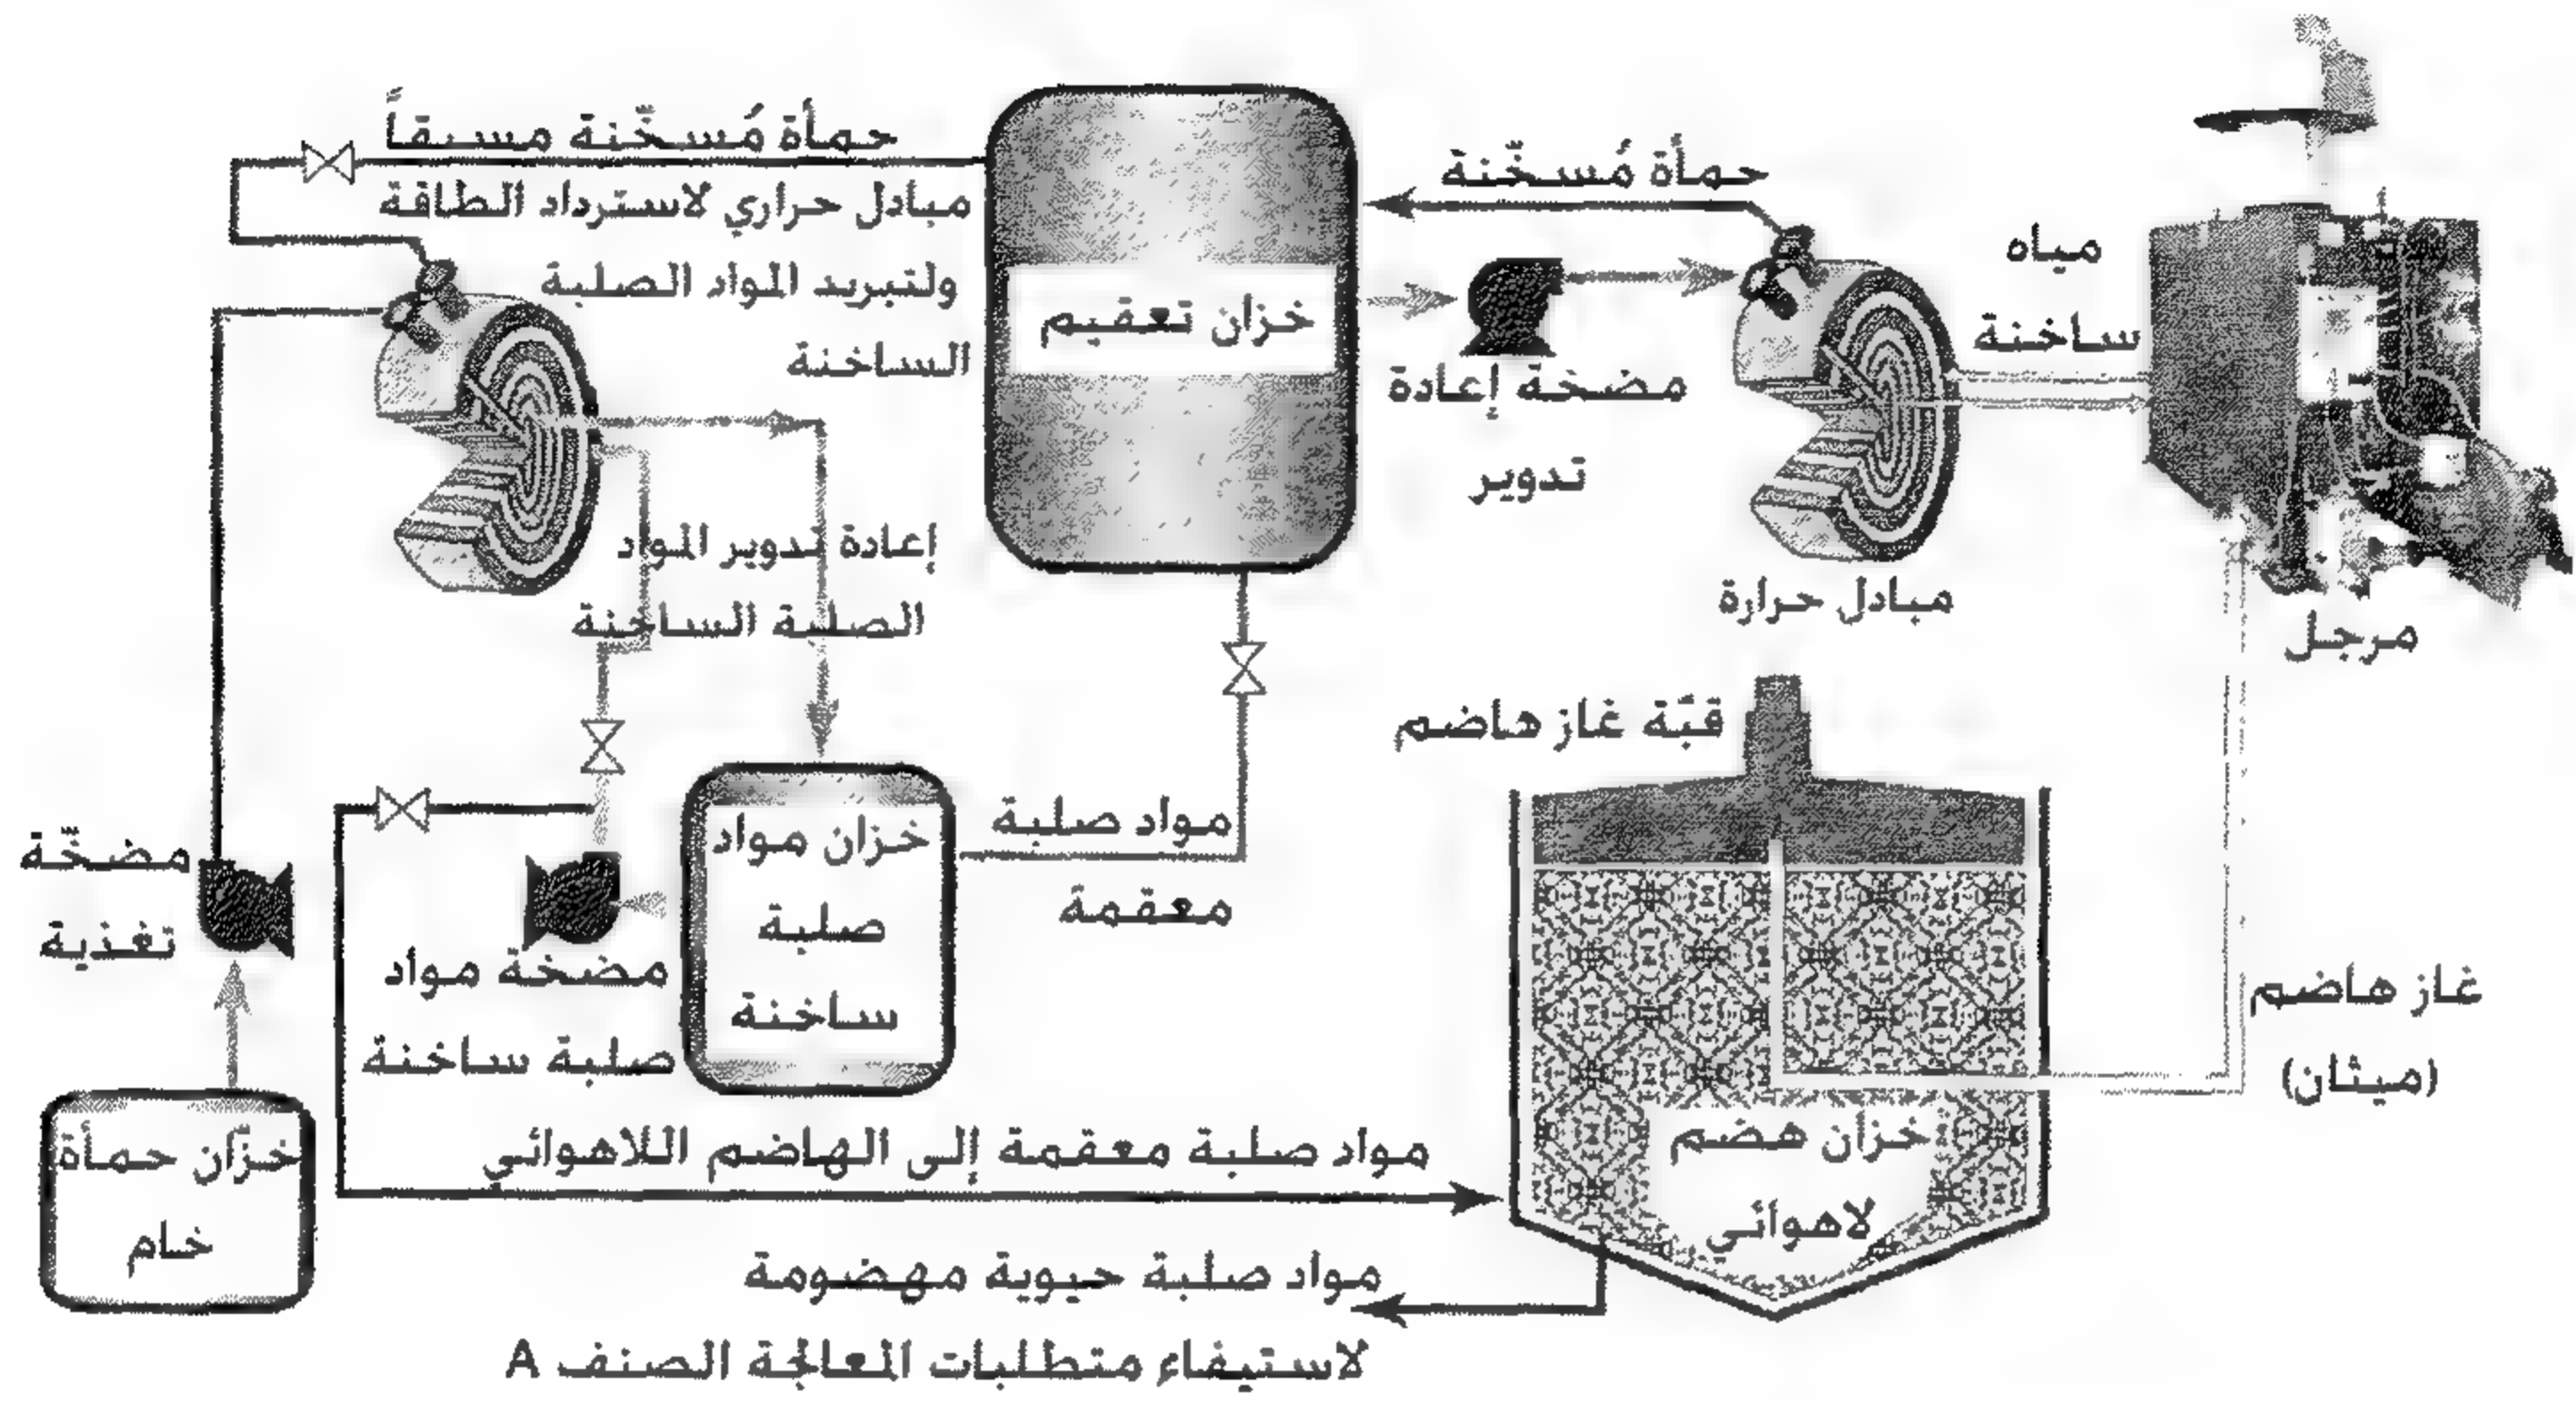 حمأة مُسخّنة مسبقاً
مبادل حراري لاسترداد الطاقة
ولتبريد المواد الصلبة
الساخنة
حمأة مُسخّنة
مياه
ساخنة
خزان تعقيم
مضخة إعادة
تدوير
مبادل حرارة
مرجل
إعادة تدوير المواد
الصلبة الساخنة
قبّة غاز هاضم
مضخّة
تغذية
خزان مواد
صلبة
ساخنة
مواد صلبة
معقمة
مضخة مواد
صلبة ساخنة
غاز هاضم
(ميثان)
خزّان حمأة
خام
مواد صلبة معقمة إلى الهاضم اللاهوائي
خزان هضم
لاهوائي
مواد صلبة حيوية مهضومة
لاستيفاء متطلبات المعالجة الصنف A